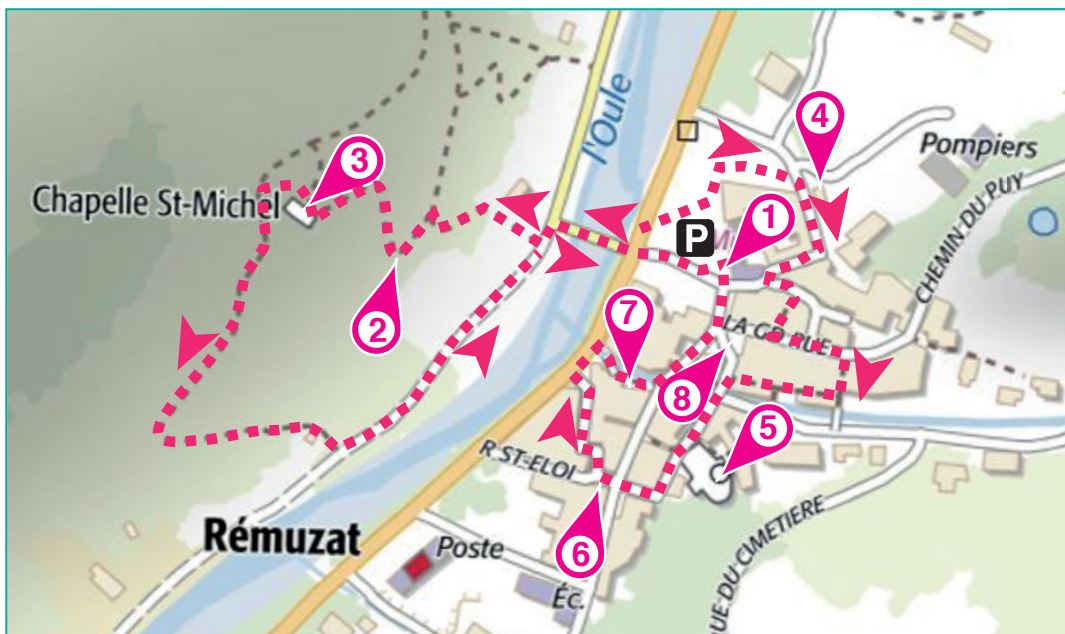 l'Oule
4
Pompiers
3
Chapelle St-Michel
P
M
1
CHEMIN DU PUY
2
7
LA GDE RUE
8
5
R ST-ELOI
Rémuzat
Poste
6
Éc.
RUE DU CIMETIERE